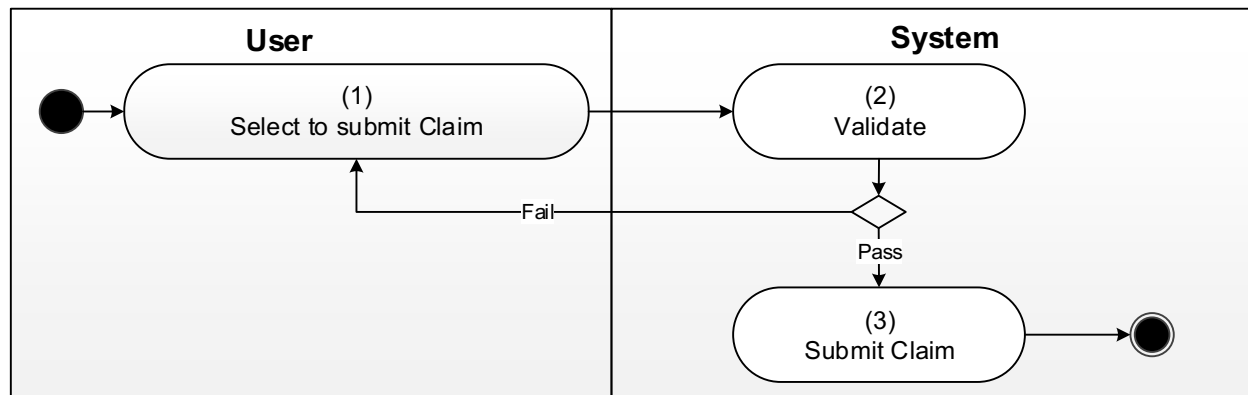 User
System
(1)
Select to submit Claim
(2)
Validate
Fail
Pass
(3)
Submit Claim